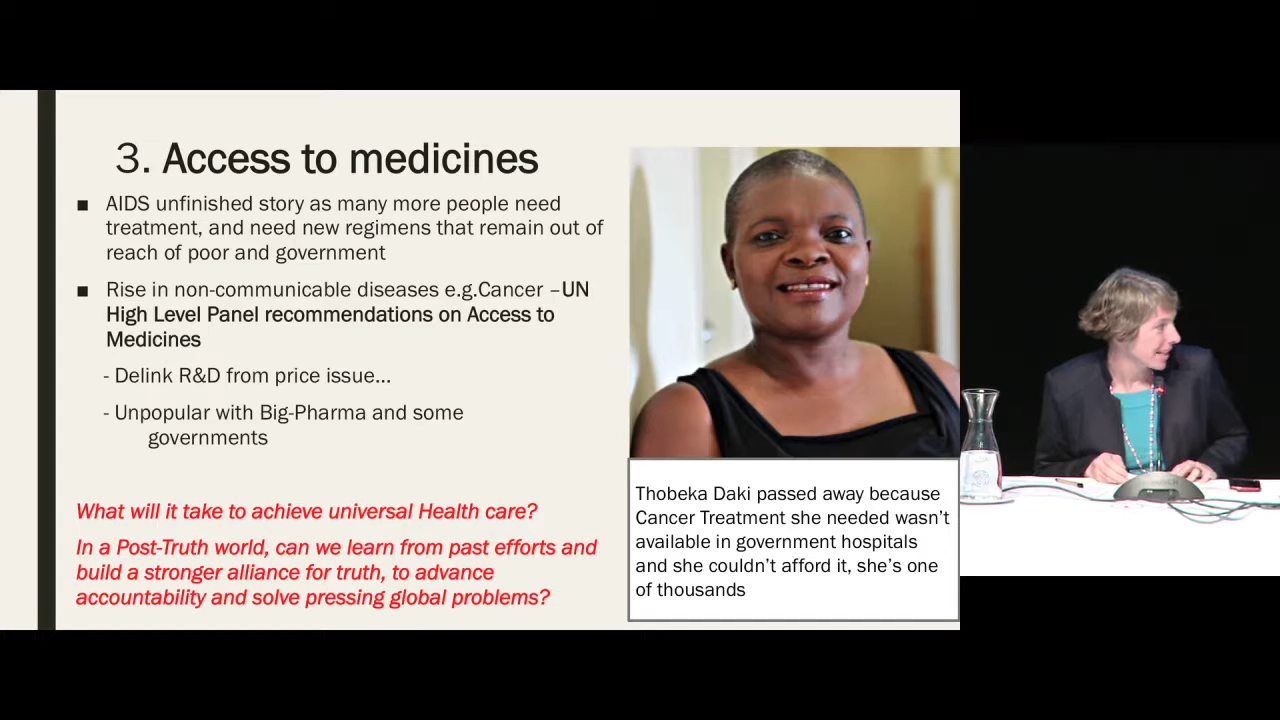 3. Access to medicines
■ AIDS unfinished story as many more people need
treatment, and need new regimens that remain out of
reach of poor and government
■ Rise in non-communicable diseases e.g.Cancer –UN
High Level Panel recommendations on Access to
Medicines
- Delink R&D from price issue...
- Unpopular with Big-Pharma and some
governments
What will it take to achieve universal Health care?
In a Post-Truth world, can we learn from past efforts and
build a stronger alliance for truth, to advance
accountability and solve pressing global problems?
Thobeka Daki passed away because
Cancer Treatment she needed wasn't
available in government hospitals
and she couldn't afford it, she's one
of thousands